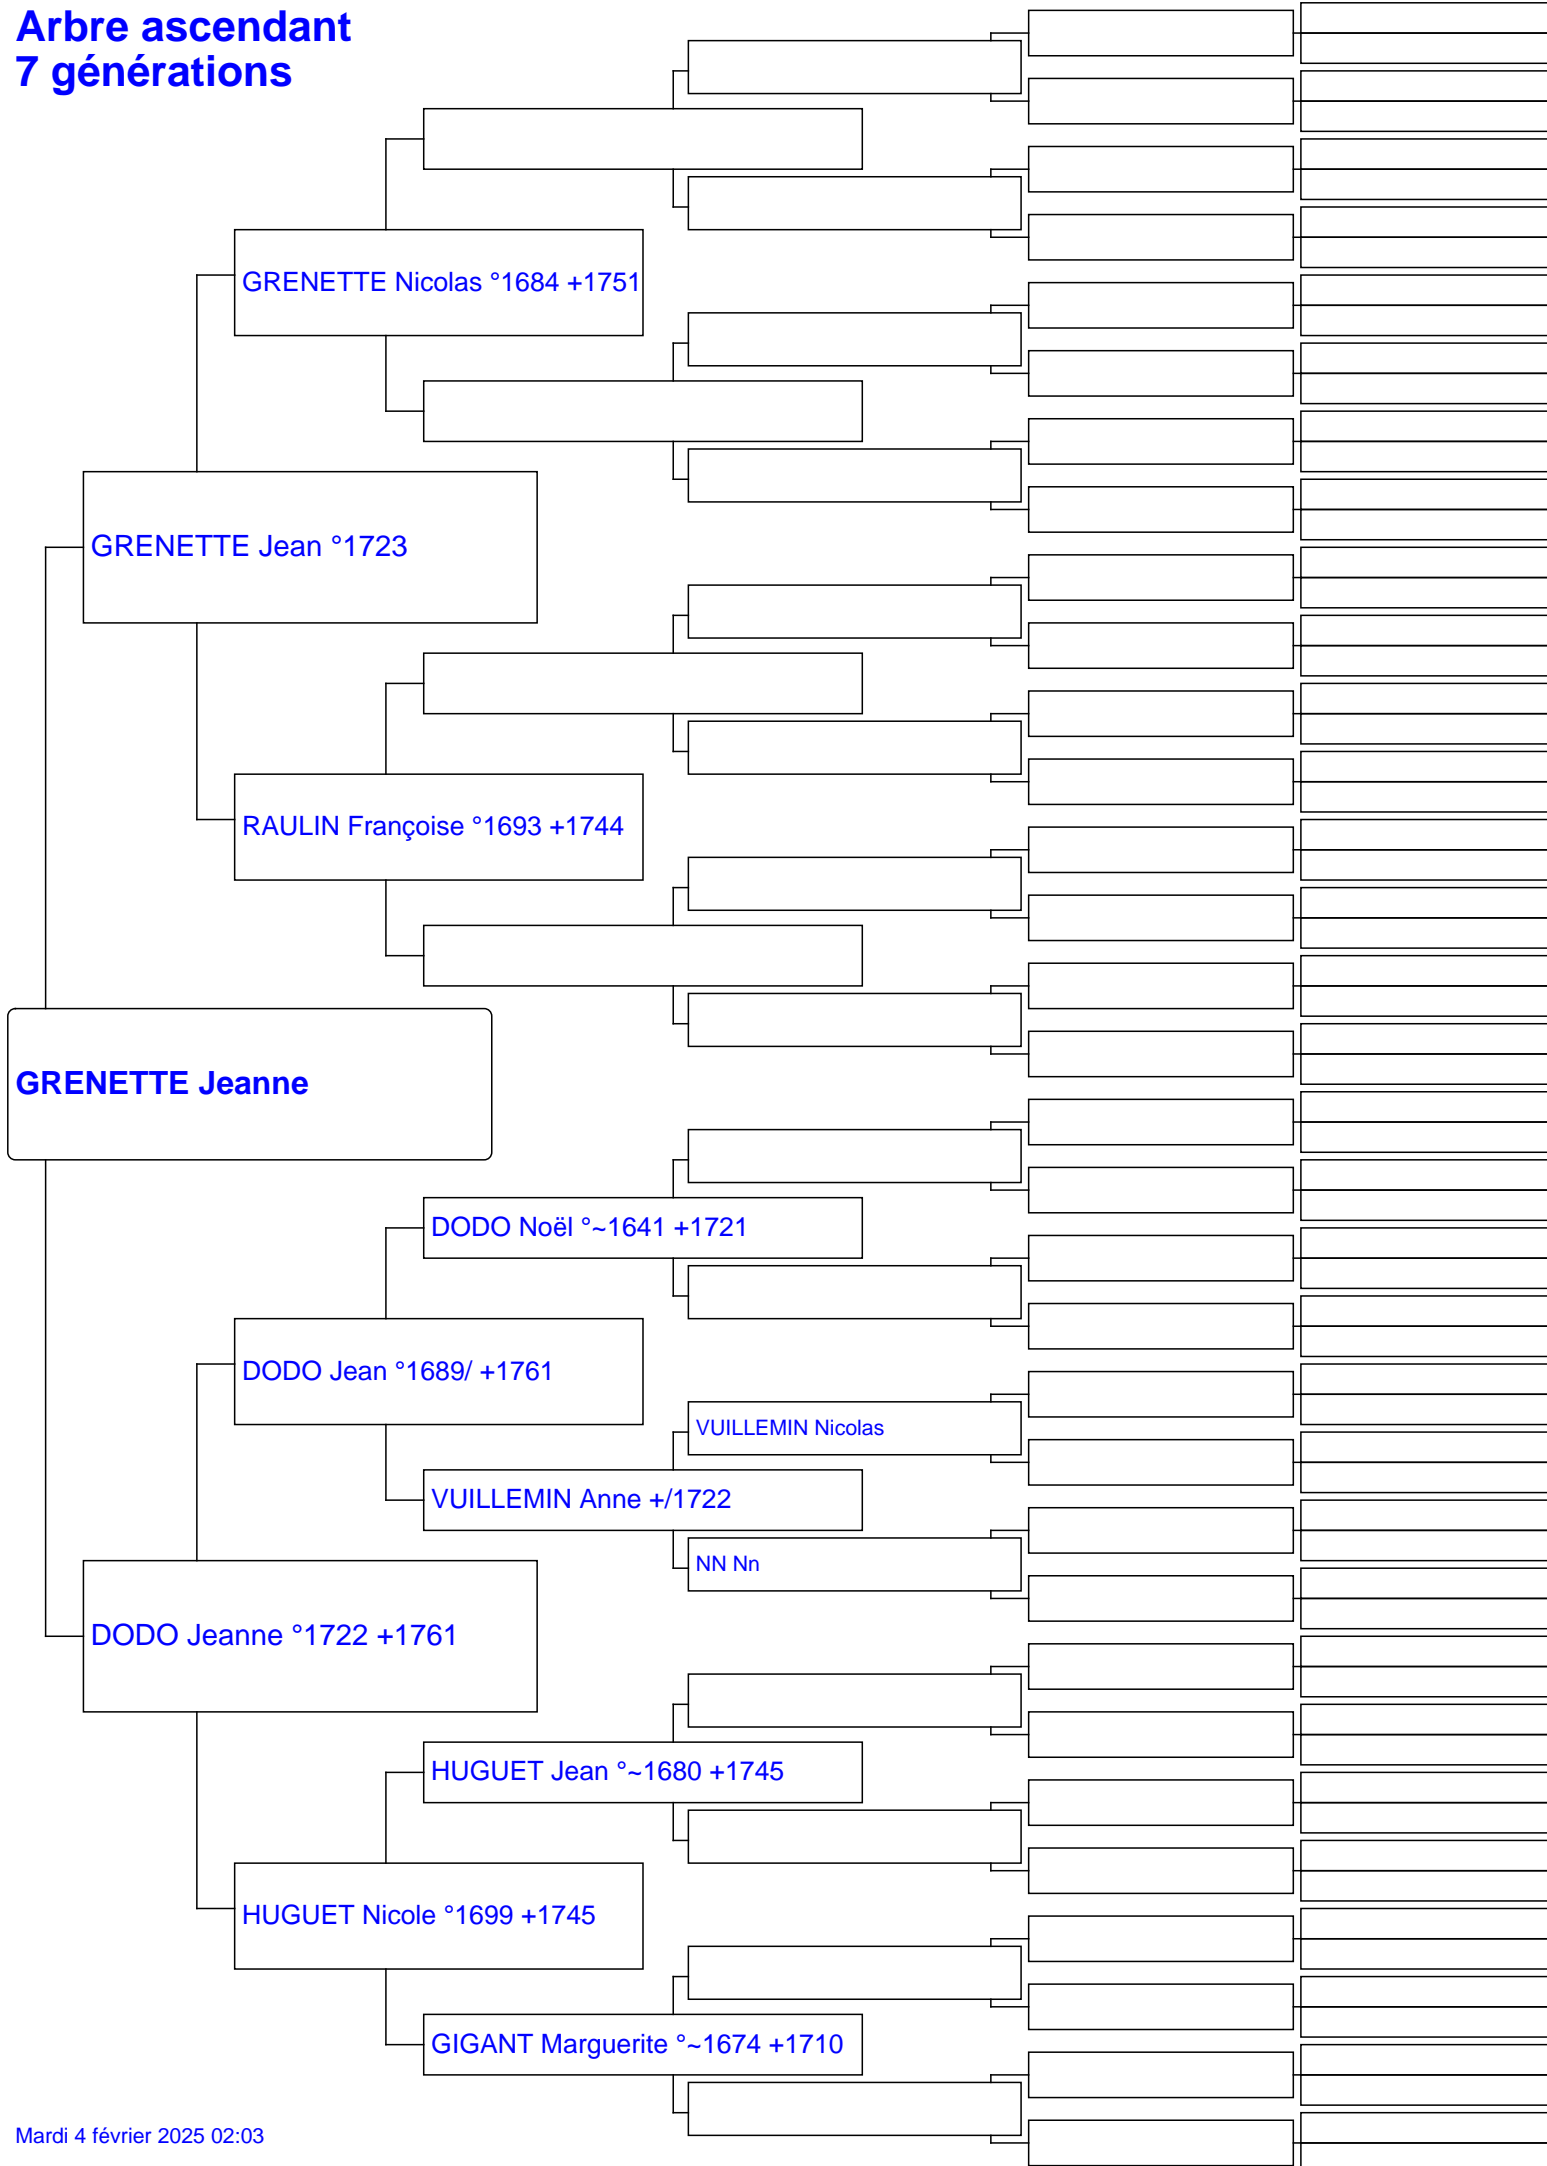 Arbre ascendant
7 générations
GRENETTE Nicolas °1684 +1751
GRENETTE Jean °1723
RAULIN Françoise °1693 +1744
GRENETTE Jeanne
DODO Noël °~1641 +1721
DODO Jean °1689/ +1761
VUILLEMIN Nicolas
VUILLEMIN Anne +/1722
NN Nn
DODO Jeanne °1722 +1761
HUGUET Jean °~1680 +1745
HUGUET Nicole °1699 +1745
GIGANT Marguerite °~1674 +1710
Mardi 4 février 2025 02:03